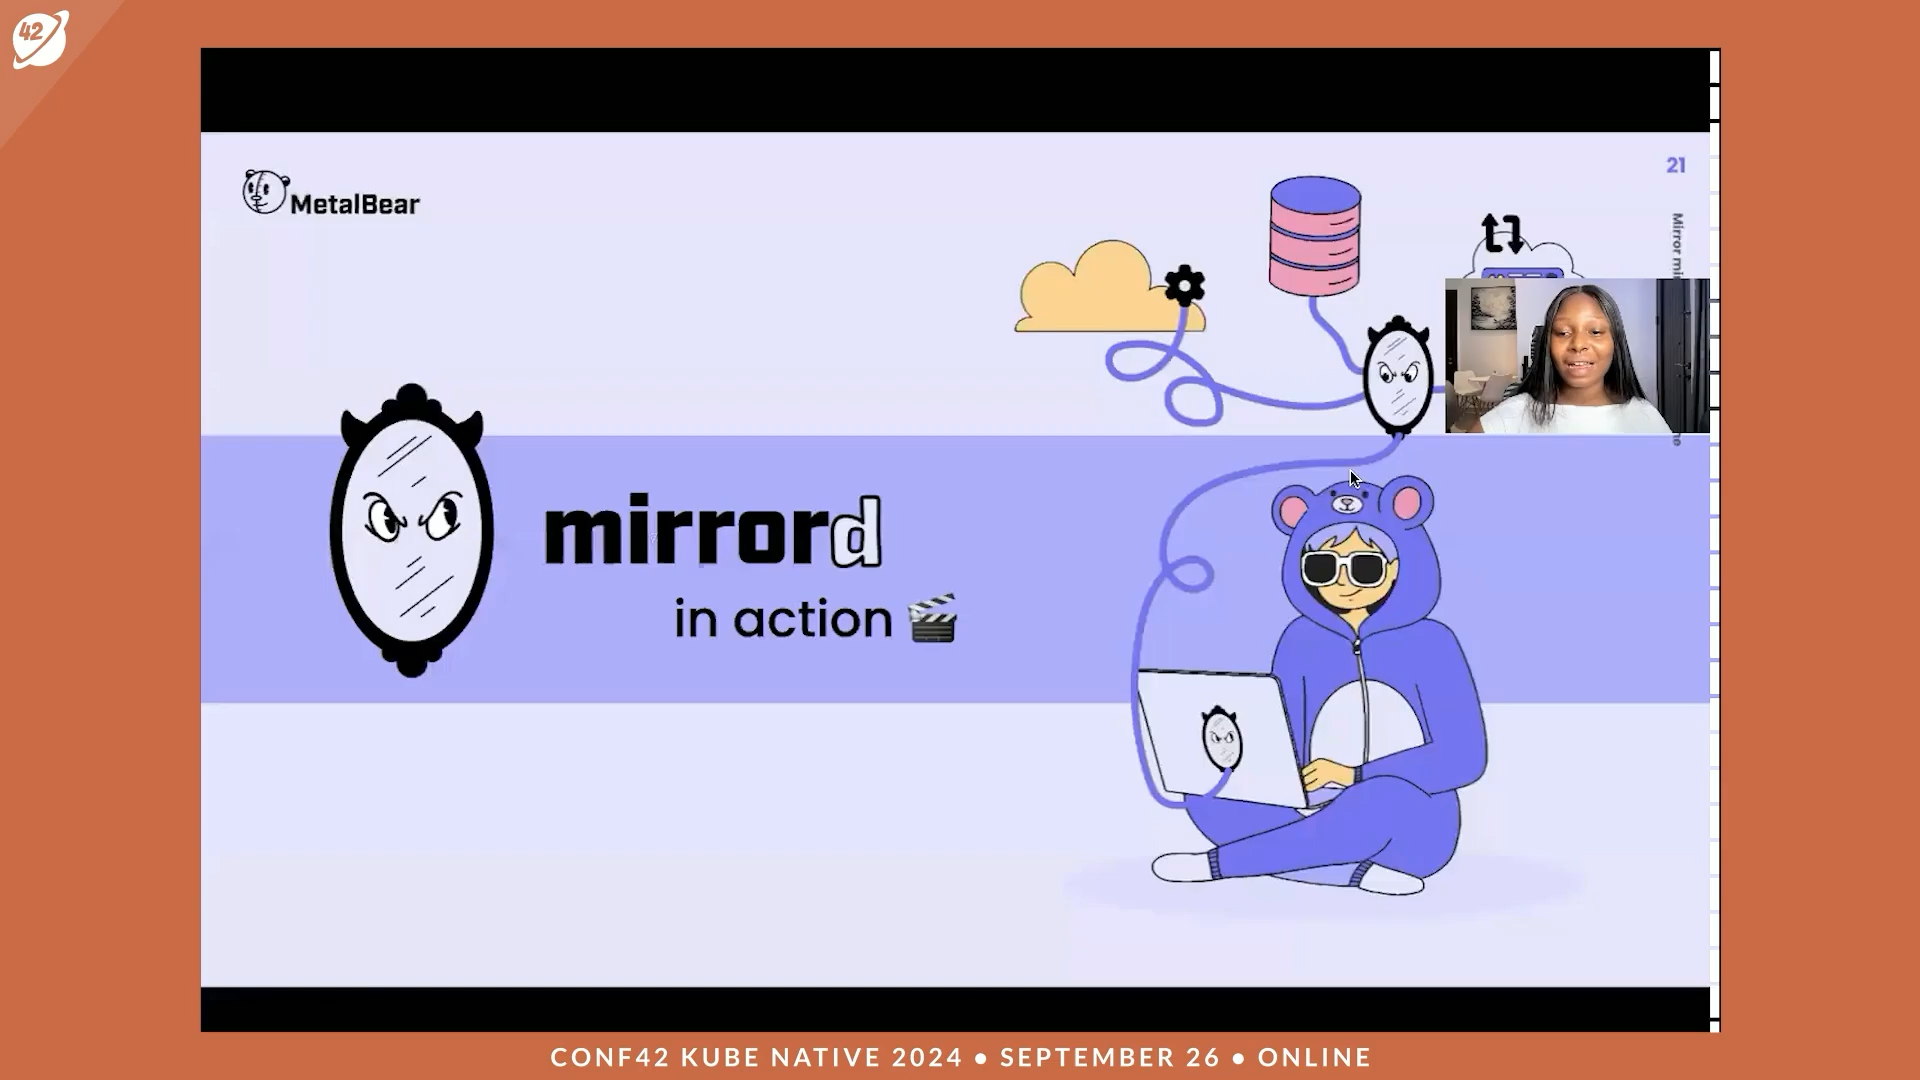 42
MetalBear
21
mirrord
in action
CONF42 KUBE NATIVE 2024 ● SEPTEMBER 26 ● ONLINE